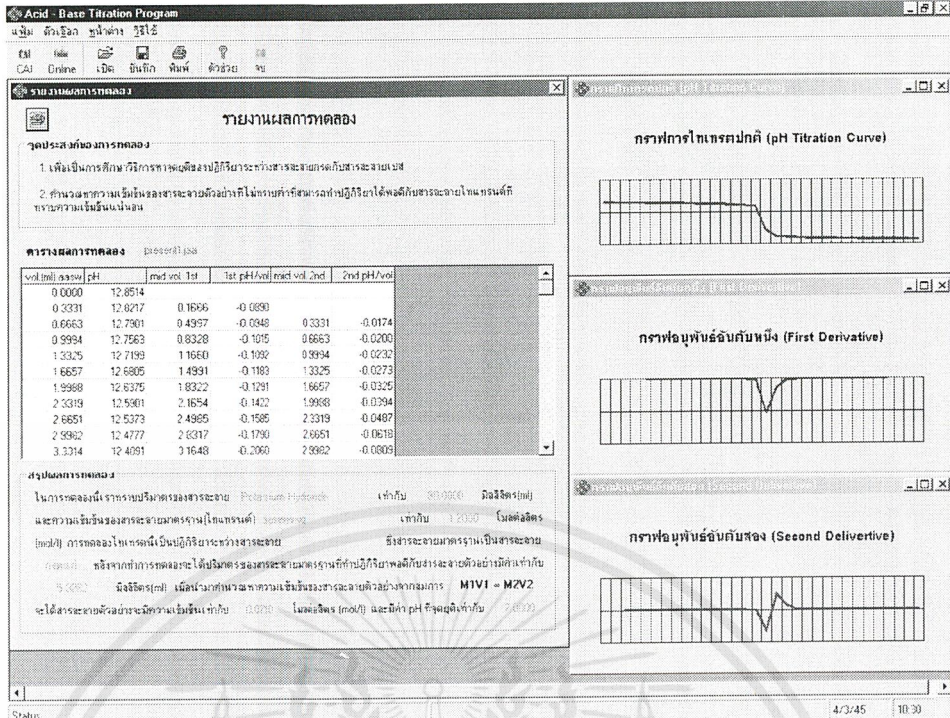 Acid - Base Titration Program
แฟ้ม ตัวเลือก หน้าต่าง วิธีใช้
CAI Online เปิด บันทึก พิมพ์ ตัวช่วย จบ
รายงานผลการทดลอง
รายงานผลการทดลอง
จุดประสงค์ของการทดลอง
1. เพื่อเป็นการศึกษาวิธีการหาจุดยุติของปฏิกิริยาระหว่างสารละลายกรดกับสารละลายเบส
2. คำนวณหาความเข้มข้นของสารละลายตัวอย่างที่ไม่ทราบค่าที่สามารถทำปฏิกิริยาได้พอดีกับสารละลายไทแทรนต์ที่
ทราบความเข้มข้นแน่นอน
ตารางผลการทดลอง present1.jsa
vol.(ml) pH mid vol. 1st 1st pH/vol mid vol. 2nd 2nd pH/vol
0.0000 12.8514
0.3331 12.8217 0.1666 -0.0890
0.6663 12.7901 0.4997 -0.0948 0.3331 -0.0174
0.9994 12.7563 0.8328 -0.1015 0.6663 -0.0200
1.3325 12.7199 1.1660 -0.1092 0.9994 -0.0232
1.6657 12.6805 1.4991 -0.1183 1.3325 -0.0273
1.9988 12.6375 1.8322 -0.1291 1.6657 -0.0325
2.3319 12.5901 2.1654 -0.1422 1.9988 -0.0394
2.6651 12.5373 2.4985 -0.1585 2.3319 -0.0487
2.9982 12.4777 2.8317 -0.1790 2.6651 -0.0618
3.3314 12.4091 3.1648 -0.2060 2.9982 -0.0809
สรุปผลการทดลอง
ในการทดลองนี้เราทราบปริมาตรของสารละลาย Potassium Hydroxide เท่ากับ มิลลิลิตร(ml)
และความเข้มข้นของสารละลายมาตรฐาน(ไทแทรนต์) เท่ากับ โมลต่อลิตร
(mol/l) การทดลองไทเทรตนี้เป็นปฏิกิริยาระหว่างสารละลาย ซึ่งสารละลายมาตรฐานเป็นสารละลาย
หลังจากทำการทดลองจะได้ปริมาตรของสารละลายมาตรฐานที่ทำปฏิกิริยาพอดีกับสารละลายตัวอย่างมีค่าเท่ากับ
มิลลิลิตร(ml) เมื่อนำมาคำนวณหาความเข้มข้นของสารละลายตัวอย่างจากสมการ M1V1 = M2V2
จะได้สารละลายตัวอย่างจะมีความเข้มข้นเท่ากับ โมลต่อลิตร (mol/l) และมีค่า pH ที่จุดยุติเท่ากับ 7.0000
กราฟการไทเทรตปกติ (pH Titration Curve)
กราฟการไทเทรตปกติ (pH Titration Curve)
กราฟอนุพันธ์อันดับหนึ่ง (First Derivative)
กราฟอนุพันธ์อันดับหนึ่ง (First Derivative)
กราฟอนุพันธ์อันดับสอง (Second Delivertive)
Status
4/3/45 10:30